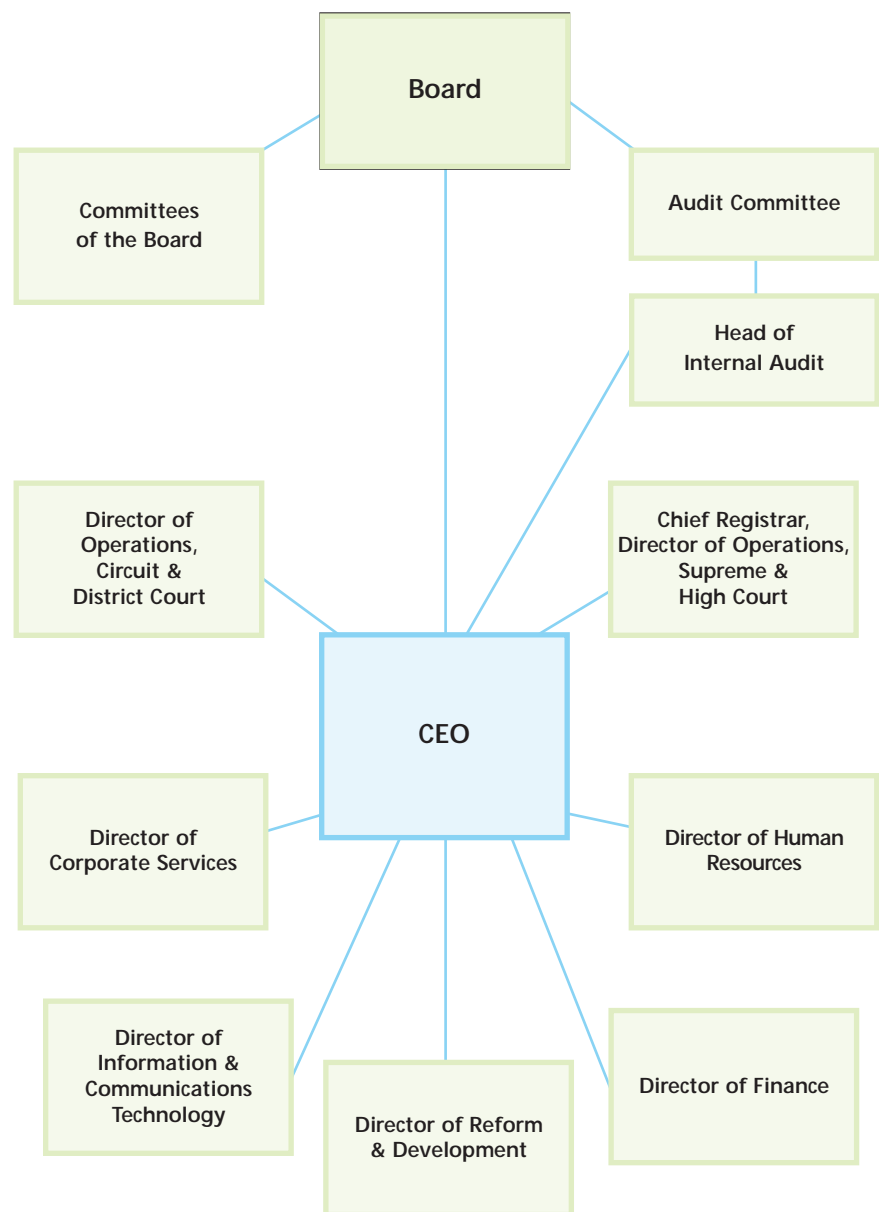 Board
Committees
of the Board
Audit Committee
Head of
Internal Audit
Director of
Operations,
Circuit &
District Court
Chief Registrar,
Director of Operations,
Supreme &
High Court
CEO
Director of
Corporate Services
Director of Human
Resources
Director of
Information &
Communications
Technology
Director of Reform
& Development
Director of Finance